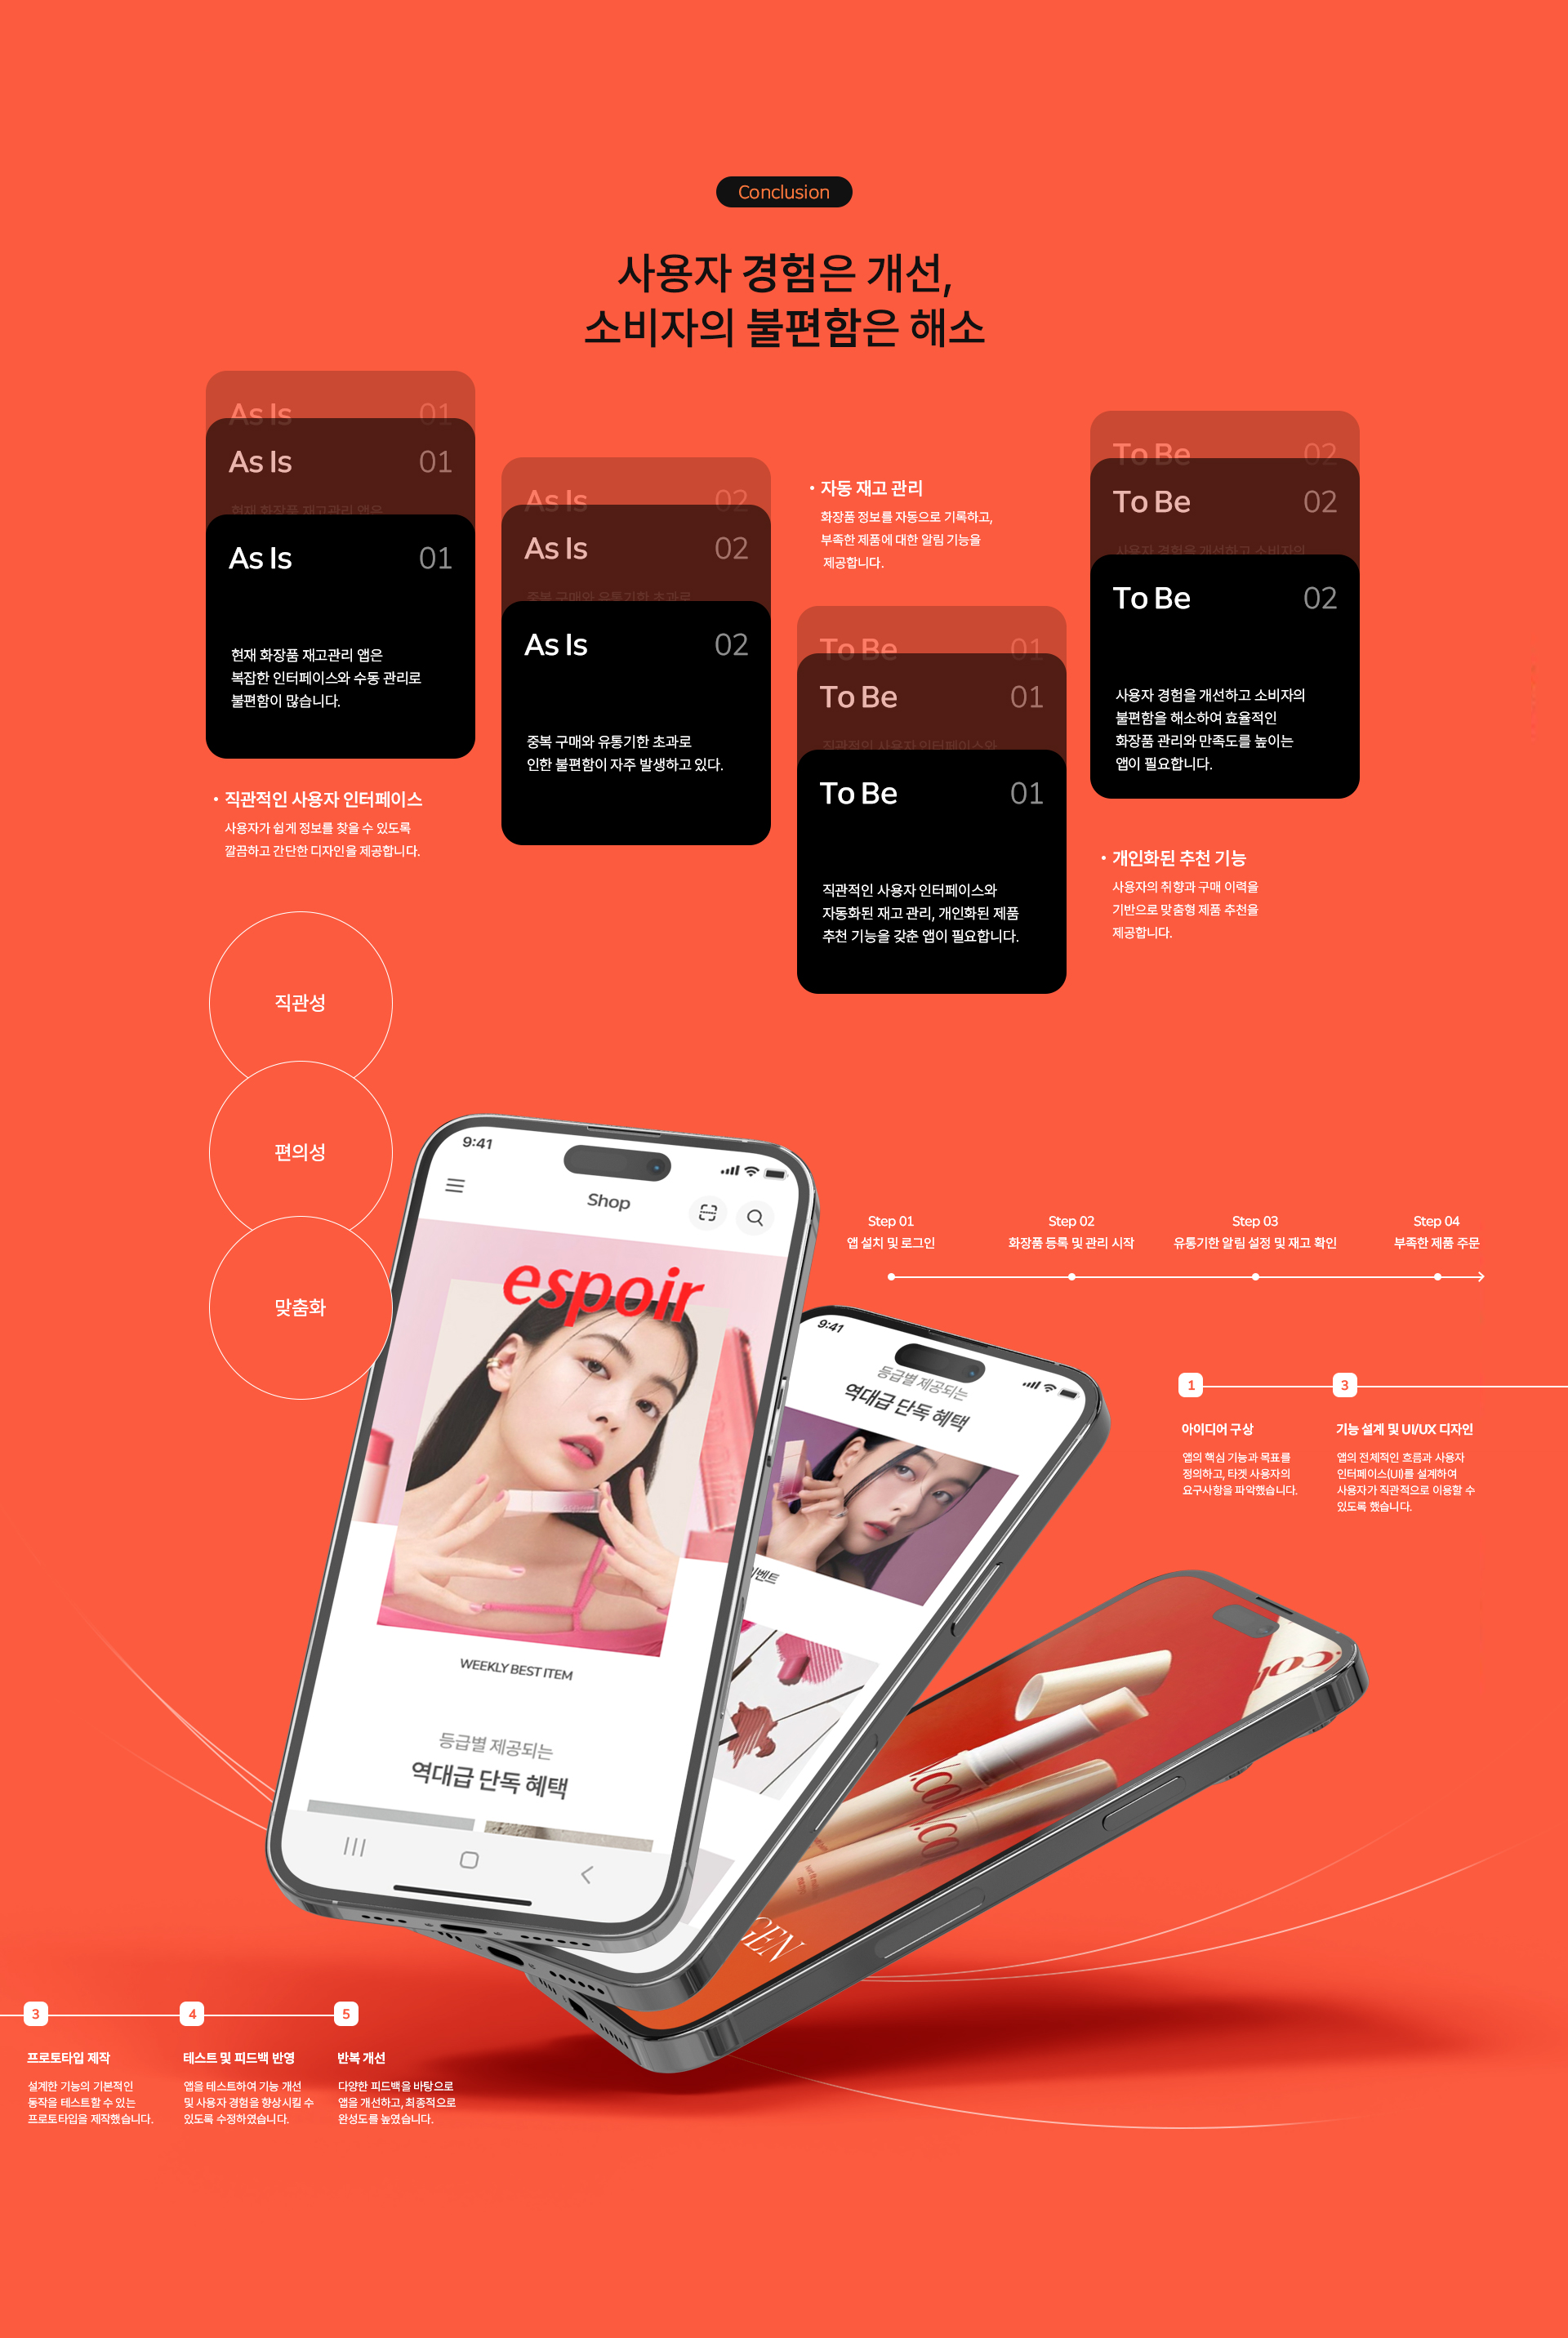 Conclusion
사용자 경험은 개선,
소비자의 불편함은 해소
As Is 01
As Is 01
현재 화장품 재고관리 앱은
As Is 01
현재 화장품 재고관리 앱은
복잡한 인터페이스와 수동 관리로
불편함이 많습니다.
• 직관적인 사용자 인터페이스
사용자가 쉽게 정보를 찾을 수 있도록
깔끔하고 간단한 디자인을 제공합니다.
As Is 02
As Is 02
중복 구매와 유통기한 초과로
As Is 02
중복 구매와 유통기한 초과로
인한 불편함이 자주 발생하고 있다.
• 자동 재고 관리
화장품 정보를 자동으로 기록하고,
부족한 제품에 대한 알림 기능을
제공합니다.
To Be 01
To Be 01
직관적인 사용자 인터페이스와
To Be 01
직관적인 사용자 인터페이스와
자동화된 재고 관리, 개인화된 제품
추천 기능을 갖춘 앱이 필요합니다.
To Be 02
To Be 02
사용자 경험을 개선하고 소비자의
To Be 02
사용자 경험을 개선하고 소비자의
불편함을 해소하여 효율적인
화장품 관리와 만족도를 높이는
앱이 필요합니다.
• 개인화된 추천 기능
사용자의 취향과 구매 이력을
기반으로 맞춤형 제품 추천을
제공합니다.
직관성
편의성
맞춤화
9:41
Shop
espoir
WEEKLY BEST ITEM
등급별 제공되는
역대급 단독 혜택
Step 01
앱 설치 및 로그인
Step 02
화장품 등록 및 관리 시작
Step 03
유통기한 알림 설정 및 재고 확인
Step 04
부족한 제품 주문
9:41
등급별 제공되는
역대급 단독 혜택
벤트
GEN
1
아이디어 구상
앱의 핵심 기능과 목표를
정의하고, 타겟 사용자의
요구사항을 파악했습니다.
3
기능 설계 및 UI/UX 디자인
앱의 전체적인 흐름과 사용자
인터페이스(UI)를 설계하여
사용자가 직관적으로 이용할 수
있도록 했습니다.
3
프로토타입 제작
설계한 기능의 기본적인
동작을 테스트할 수 있는
프로토타입을 제작했습니다.
4
테스트 및 피드백 반영
앱을 테스트하여 기능 개선
및 사용자 경험을 향상시킬 수
있도록 수정하였습니다.
5
반복 개선
다양한 피드백을 바탕으로
앱을 개선하고, 최종적으로
완성도를 높였습니다.